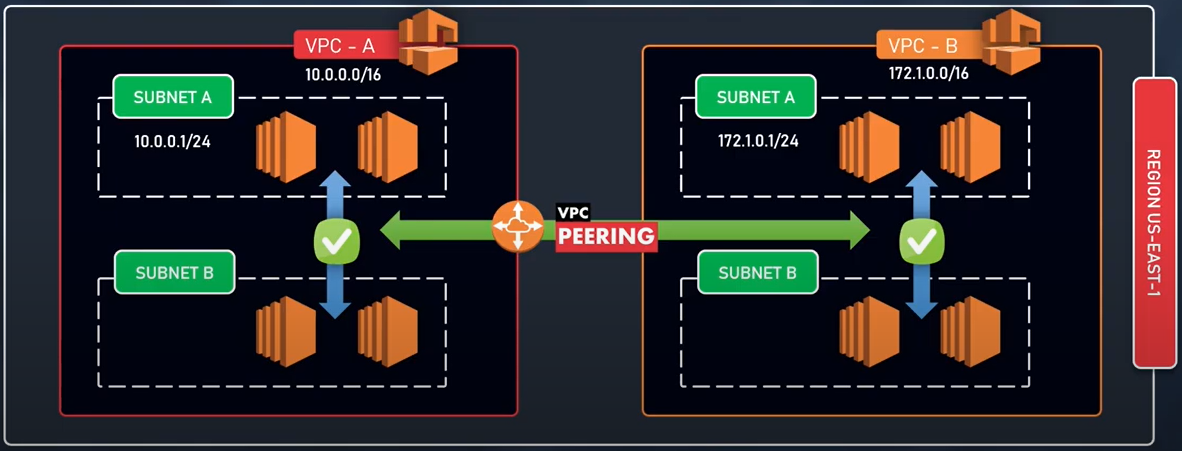 VPC - A
10.0.0.0/16
SUBNET A
10.0.0.1/24
SUBNET B
VPC
PEERING
VPC - B
172.1.0.0/16
SUBNET A
172.1.0.1/24
SUBNET B
REGION US-EAST-1